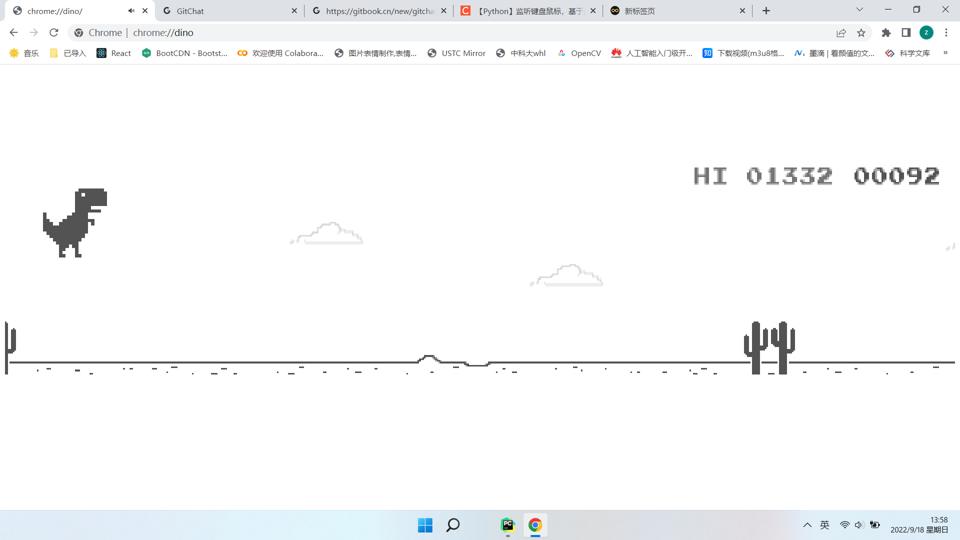 chrome://dino/
GitChat
https://gitbook.cn/new/gitcha
【Python】监听键盘鼠标，基于
新标签页
Chrome | chrome://dino
音乐
已导入
React
BootCDN - Bootst...
欢迎使用 Colabora...
图片表情制作,表情...
USTC Mirror
中科大whl
OpenCV
人工智能入门级开...
下载视频(m3u8格...
墨滴 | 看颜值的文...
科学文库
»
HI 01332 00092
英
13:58
2022/9/18 星期日